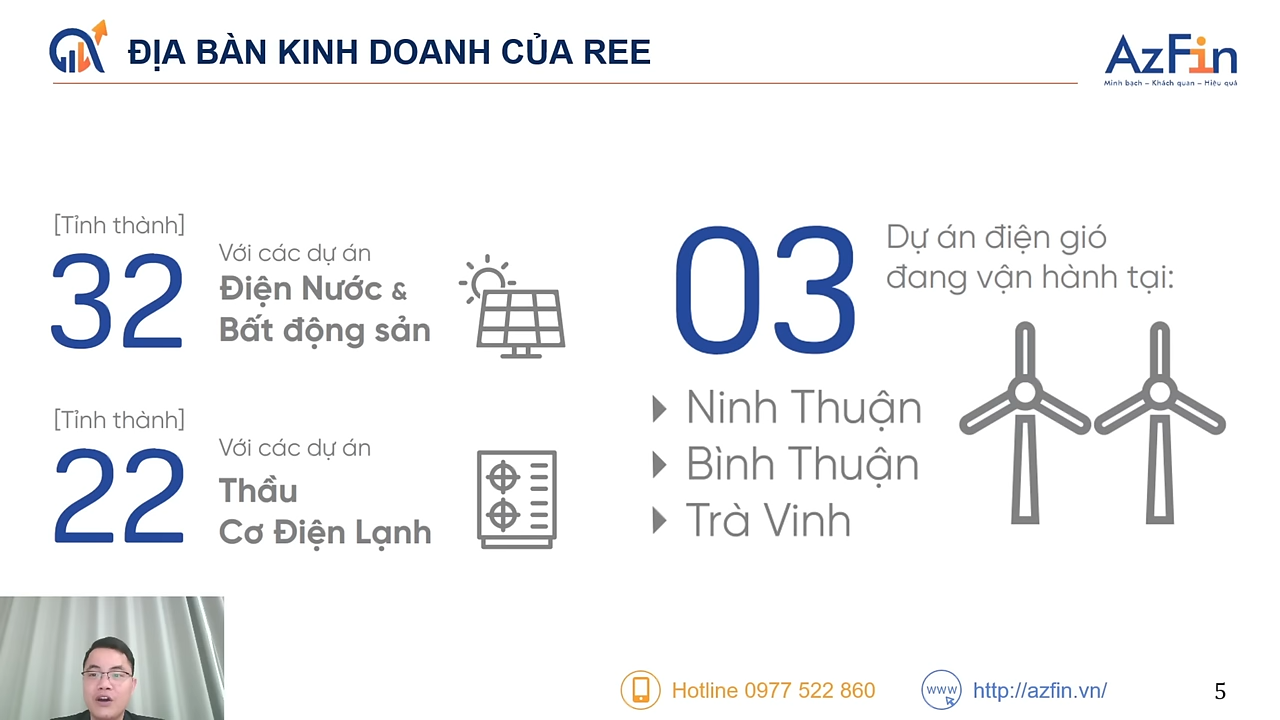 ĐỊA BÀN KINH DOANH CỦA REE
AzFin
Minh bạch – Khách quan – Hiệu quả
[Tỉnh thành]
32
Với các dự án
Điện Nước &
Bất động sản
[Tỉnh thành]
22
Với các dự án
Thầu
Cơ Điện Lạnh
03
Dự án điện gió
đang vận hành tại:
Ninh Thuận
Bình Thuận
Trà Vinh
Hotline 0977 522 860
www
http://azfin.vn/
5